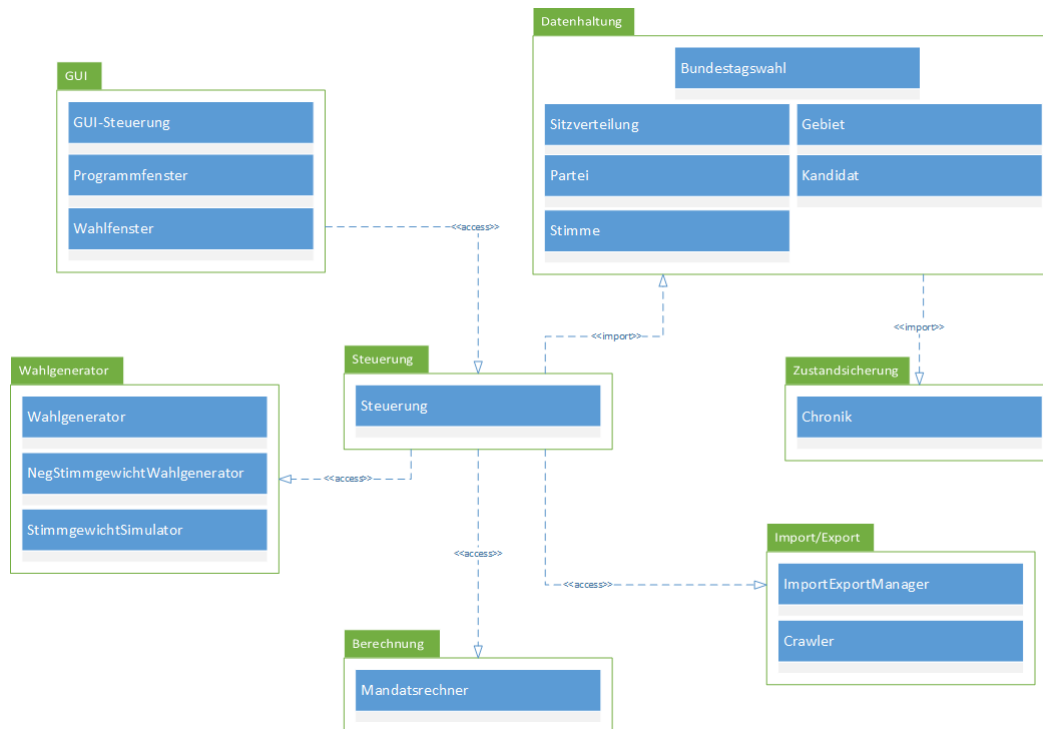 Datenhaltung
Bundestagswahl
Sitzverteilung
Gebiet
Partei
Kandidat
Stimme
GUI
GUI-Steuerung
Programmfenster
Wahlfenster
<<access>>
<<import>>
<<import>>
Steuerung
Steuerung
Zustandsicherung
Chronik
Wahlgenerator
Wahlgenerator
NegStimmgewichtWahlgenerator
StimmgewichtSimulator
<<access>>
<<access>>
<<access>>
Import/Export
ImportExportManager
Crawler
Berechnung
Mandatsrechner